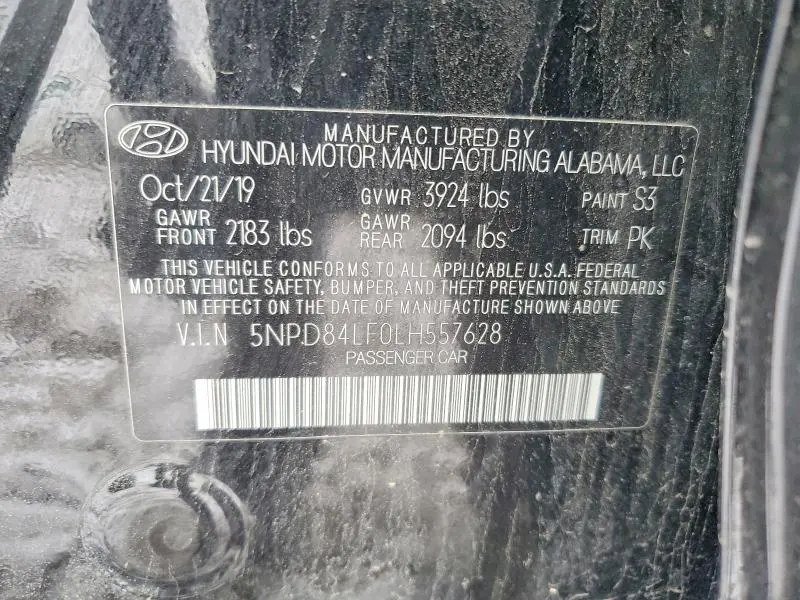 MANUFACTURED BY
HYUNDAI MOTOR MANUFACTURING ALABAMA, LLC
Oct/21/19 GVWR 3924 lbs PAINT S3
GAWR FRONT 2183 lbs GAWR REAR 2094 lbs TRIM PK
THIS VEHICLE CONFORMS TO ALL APPLICABLE U.S.A. FEDERAL
MOTOR VEHICLE SAFETY, BUMPER, AND THEFT PREVENTION STANDARDS
IN EFFECT ON THE DATE OF MANUFACTURE SHOWN ABOVE
V.I.N 5NPD84LF0LH557628
PASSENGER CAR